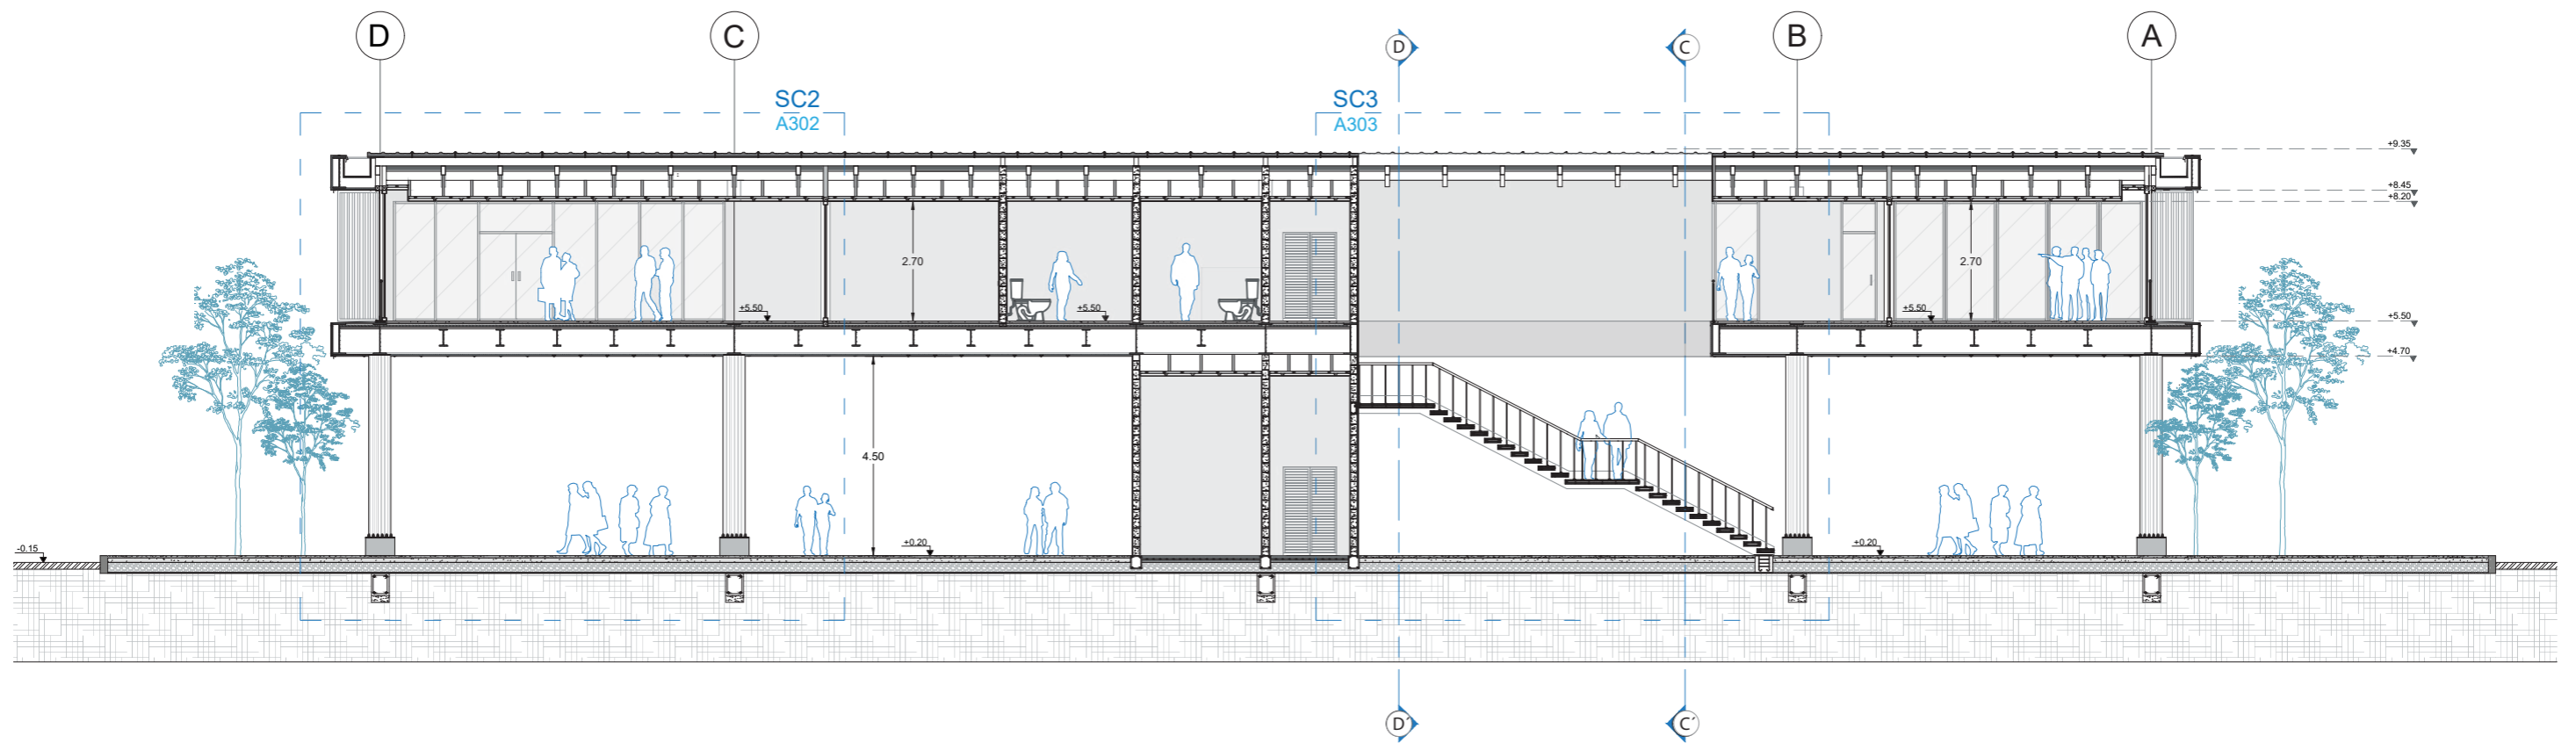 D
C
D
C
B
A
SC2
A302
SC3
A303
+9.35
+8.45
+8.20
2.70
2.70
+5.50
+5.50
+5.50
+5.50
+4.70
4.50
-0.15
+0.20
+0.20
D´
C´